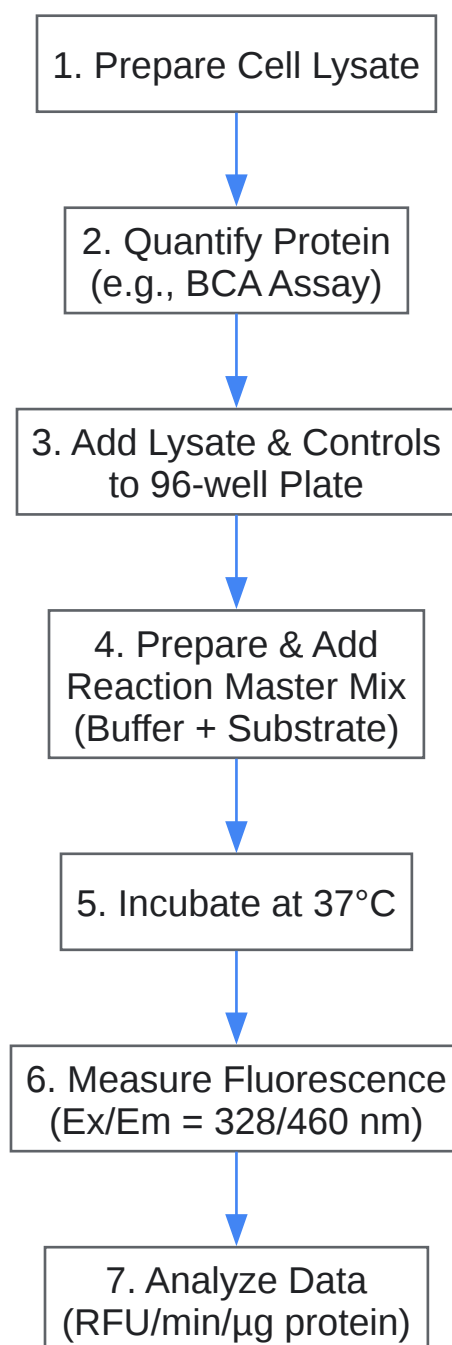 1. Prepare Cell Lysate
2. Quantify Protein
(e.g., BCA Assay)
3. Add Lysate & Controls
to 96-well Plate
4. Prepare & Add
Reaction Master Mix
(Buffer + Substrate)
5. Incubate at 37°C
6. Measure Fluorescence
(Ex/Em = 328/460 nm)
7. Analyze Data
(RFU/min/µg protein)